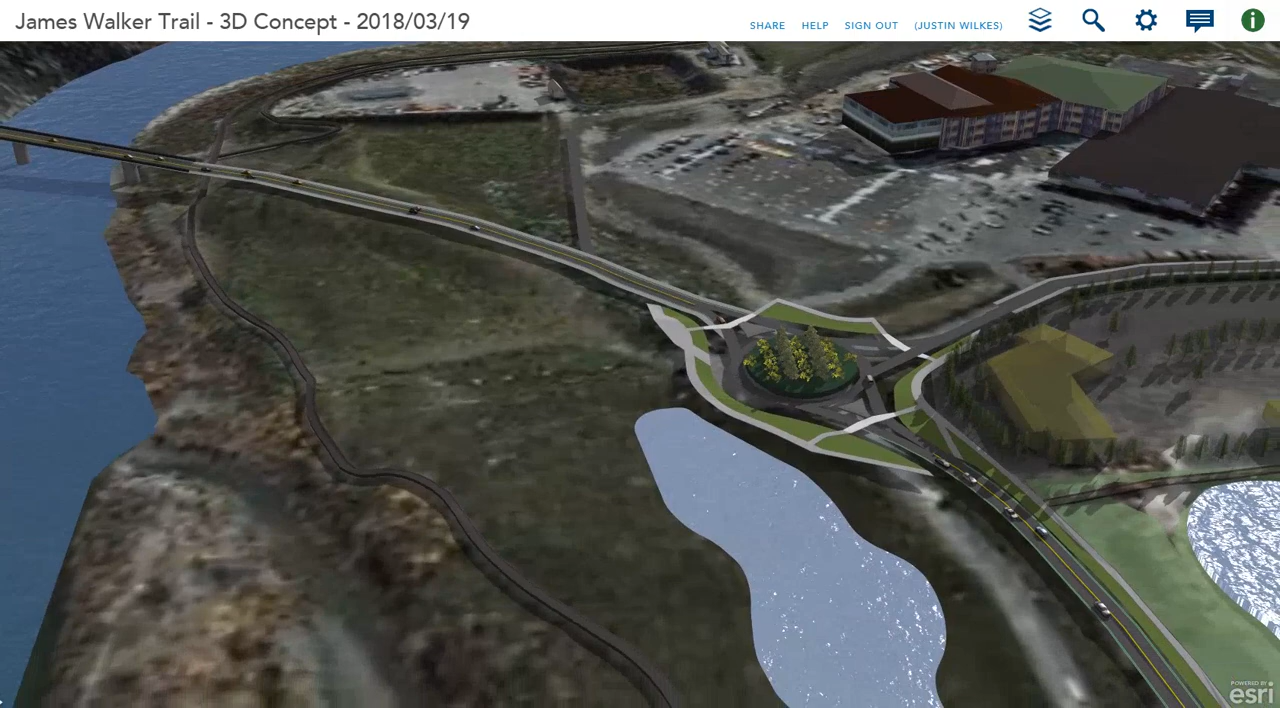 James Walker Trail - 3D Concept - 2018/03/19
SHARE HELP SIGN OUT (JUSTIN WILKES)
POWERED BY
esri